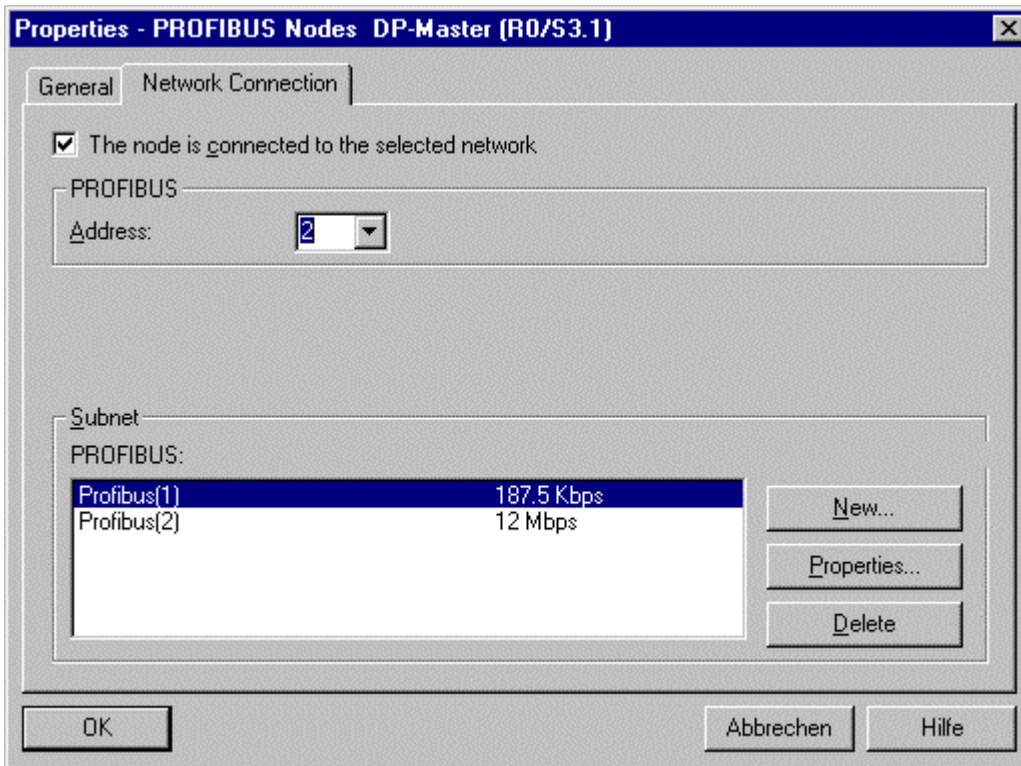 Properties - PROFIBUS Nodes DP-Master (R0/S3.1)
General Network Connection
The node is connected to the selected network
PROFIBUS
Address: 2
Subnet
PROFIBUS:
Profibus(1) 187.5 Kbps
Profibus(2) 12 Mbps
New...
Properties...
Delete
OK Abbrechen Hilfe